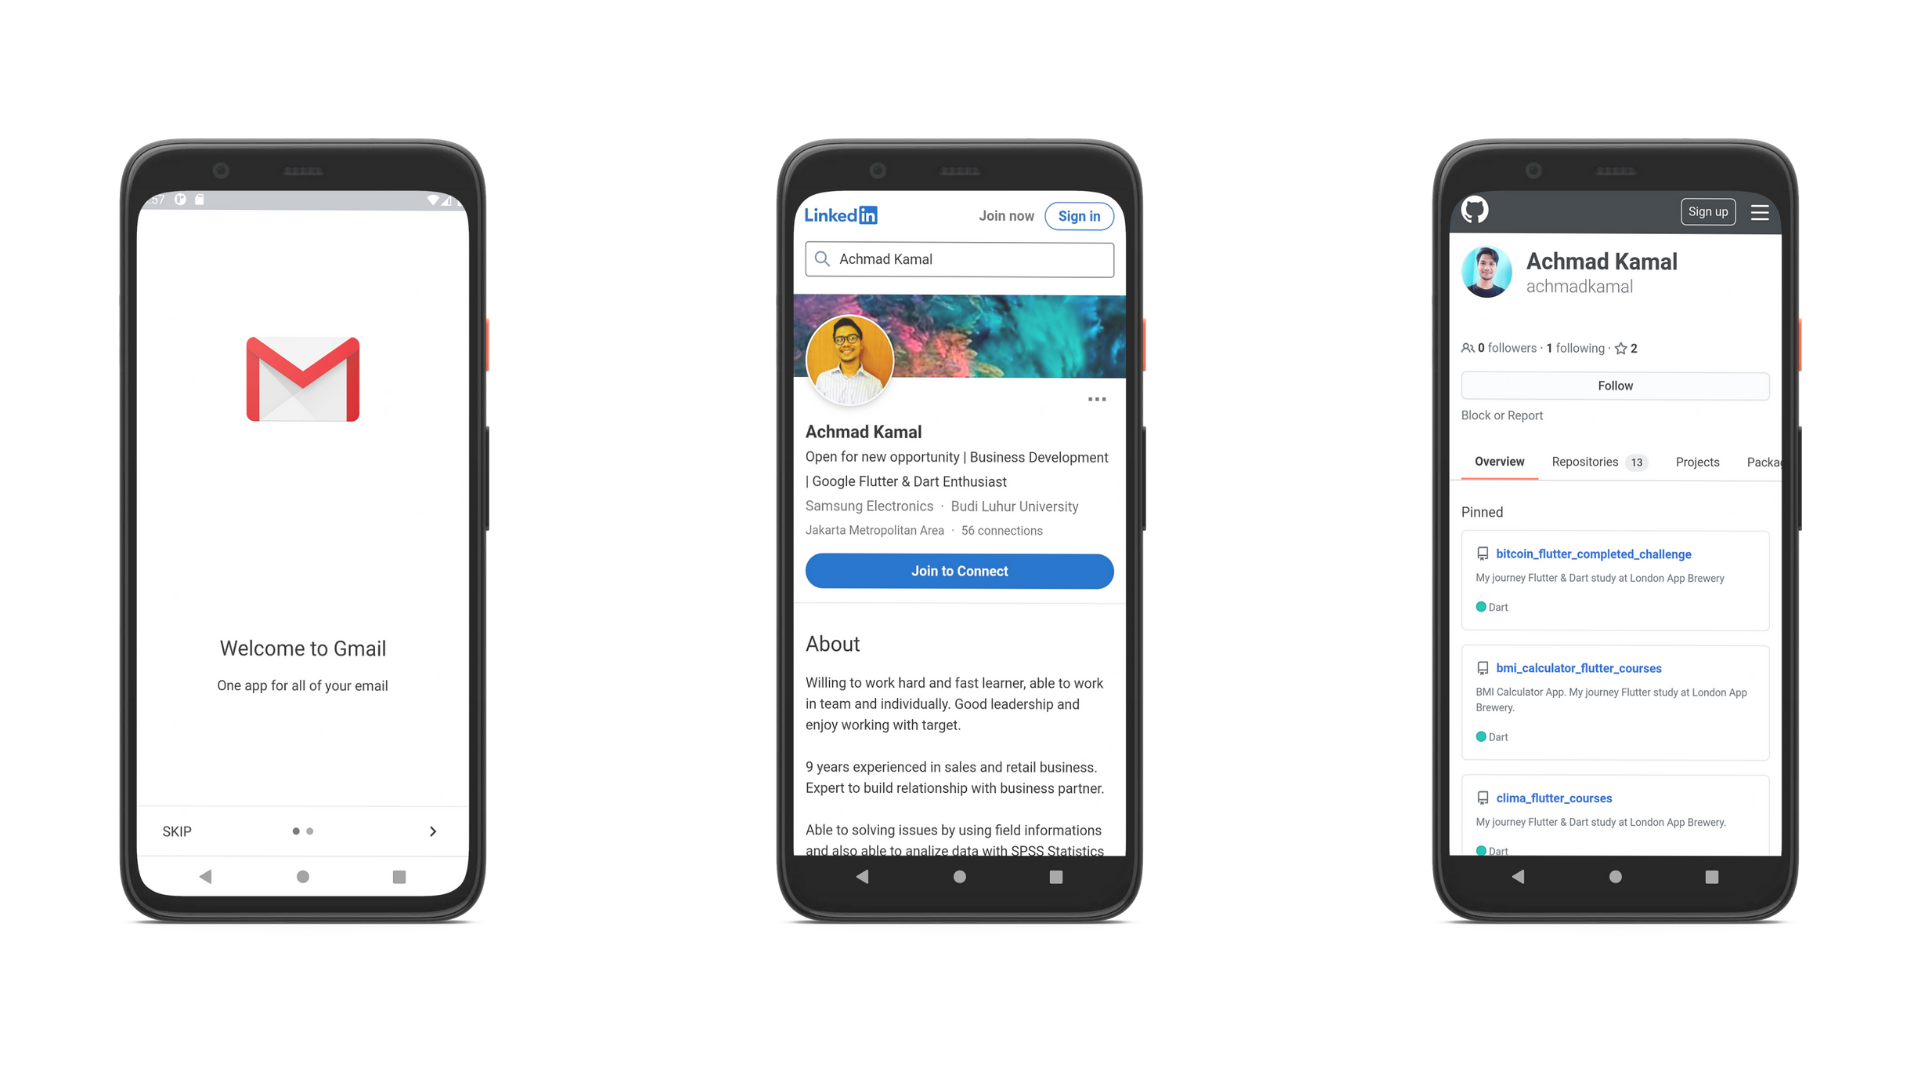 :57
Welcome to Gmail
One app for all of your email
SKIP
Linked in
Join now Sign in
Achmad Kamal
Achmad Kamal
Open for new opportunity | Business Development
| Google Flutter & Dart Enthusiast
Samsung Electronics · Budi Luhur University
Jakarta Metropolitan Area · 56 connections
Join to Connect
About
Willing to work hard and fast learner, able to work
in team and individually. Good leadership and
enjoy working with target.
9 years experienced in sales and retail business.
Expert to build relationship with business partner.
Able to solving issues by using field informations
and also able to analize data with SPSS Statistics
Sign up
Achmad Kamal
achmadkamal
0 followers · 1 following · 2
Follow
Block or Report
Overview Repositories 13 Projects Packa
Pinned
bitcoin_flutter_completed_challenge
My journey Flutter & Dart study at London App Brewery
Dart
bmi_calculator_flutter_courses
BMI Calculator App. My journey Flutter study at London App
Brewery.
Dart
clima_flutter_courses
My journey Flutter & Dart study at London App Brewery.
Dart